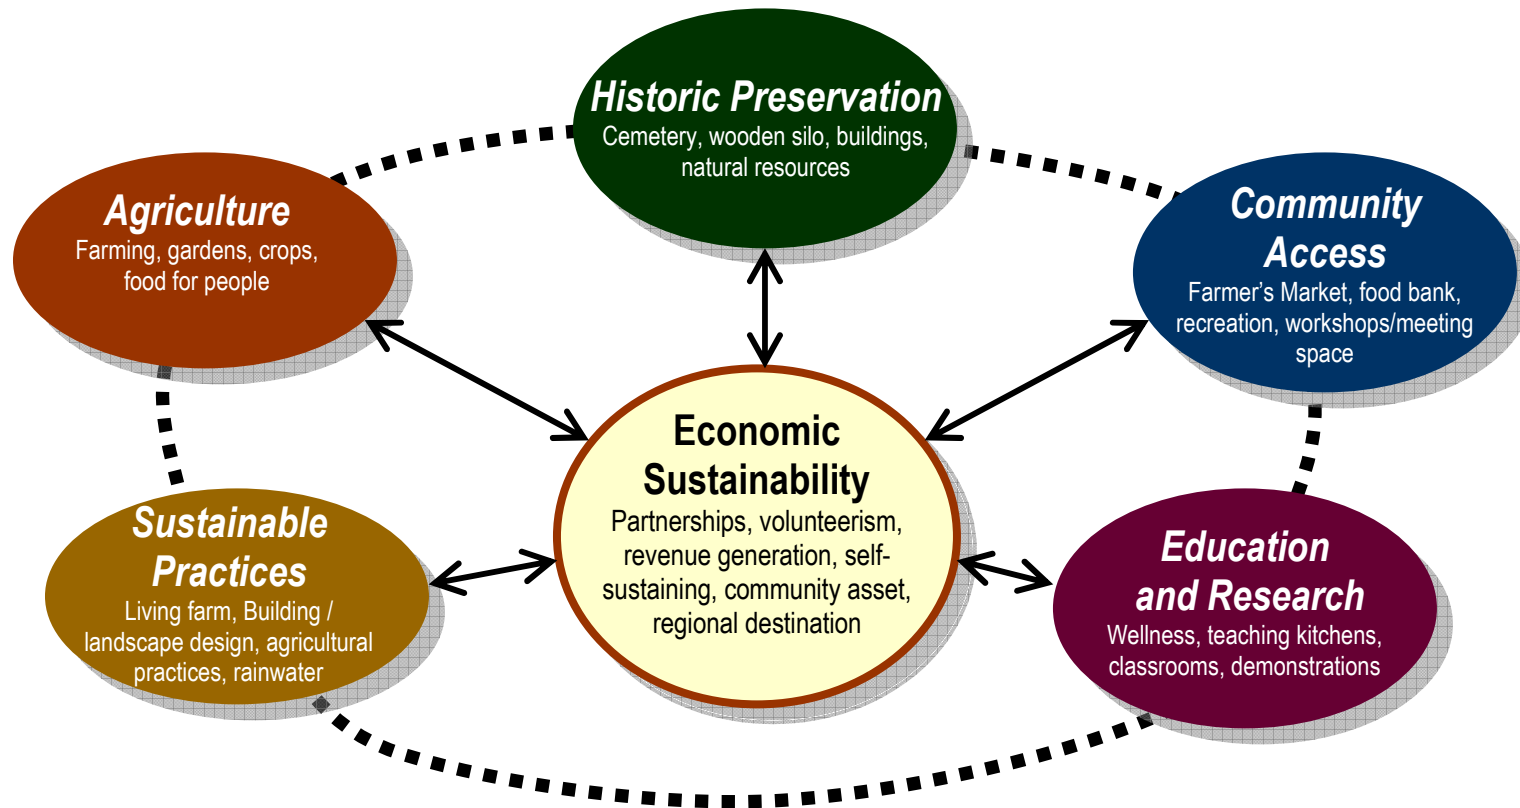 Historic Preservation
Cemetery, wooden silo, buildings,
natural resources
Agriculture
Farming, gardens, crops,
food for people
Community
Access
Farmer’s Market, food bank,
recreation, workshops/meeting
space
Economic
Sustainability
Partnerships, volunteerism,
revenue generation, self-
sustaining, community asset,
regional destination
Sustainable
Practices
Living farm, Building /
landscape design, agricultural
practices, rainwater
Education
and Research
Wellness, teaching kitchens,
classrooms, demonstrations